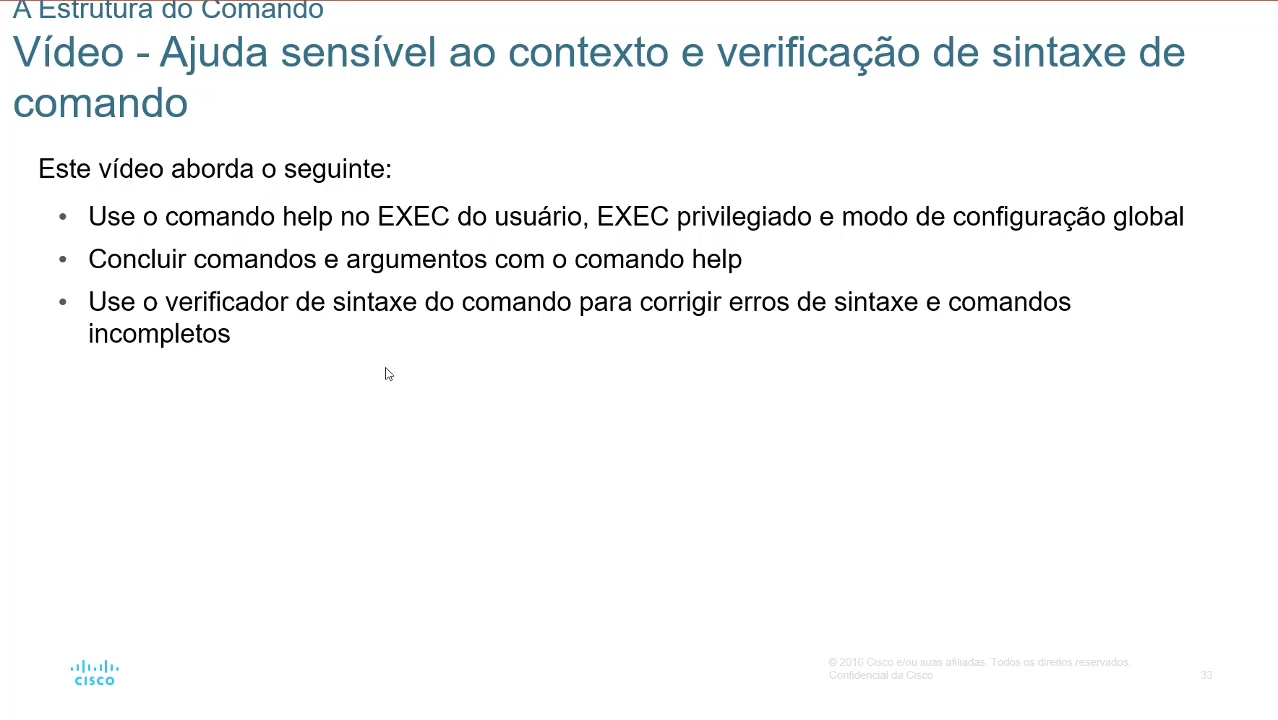 A Estrutura do Comando
Vídeo - Ajuda sensível ao contexto e verificação de sintaxe de
comando
Este vídeo aborda o seguinte:
• Use o comando help no EXEC do usuário, EXEC privilegiado e modo de configuração global
• Concluir comandos e argumentos com o comando help
• Use o verificador de sintaxe do comando para corrigir erros de sintaxe e comandos
incompletos
CISCO
© 2016 Cisco e/ou suas afiliadas. Todos os direitos reservados.
Confidencial da Cisco
33